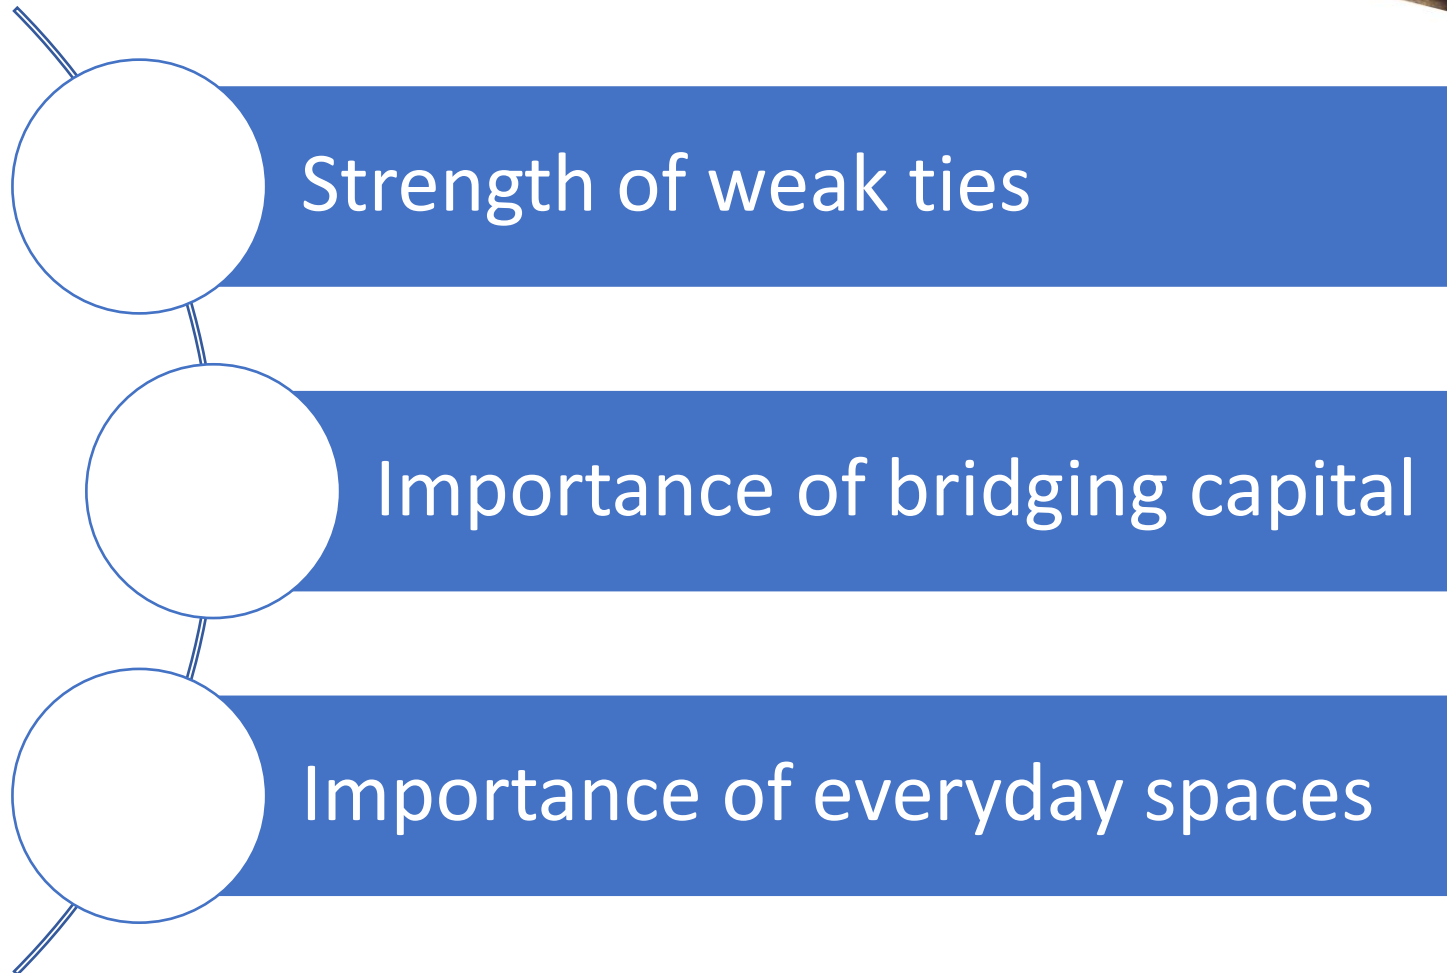 Strength of weak ties
Importance of bridging capital
Importance of everyday spaces